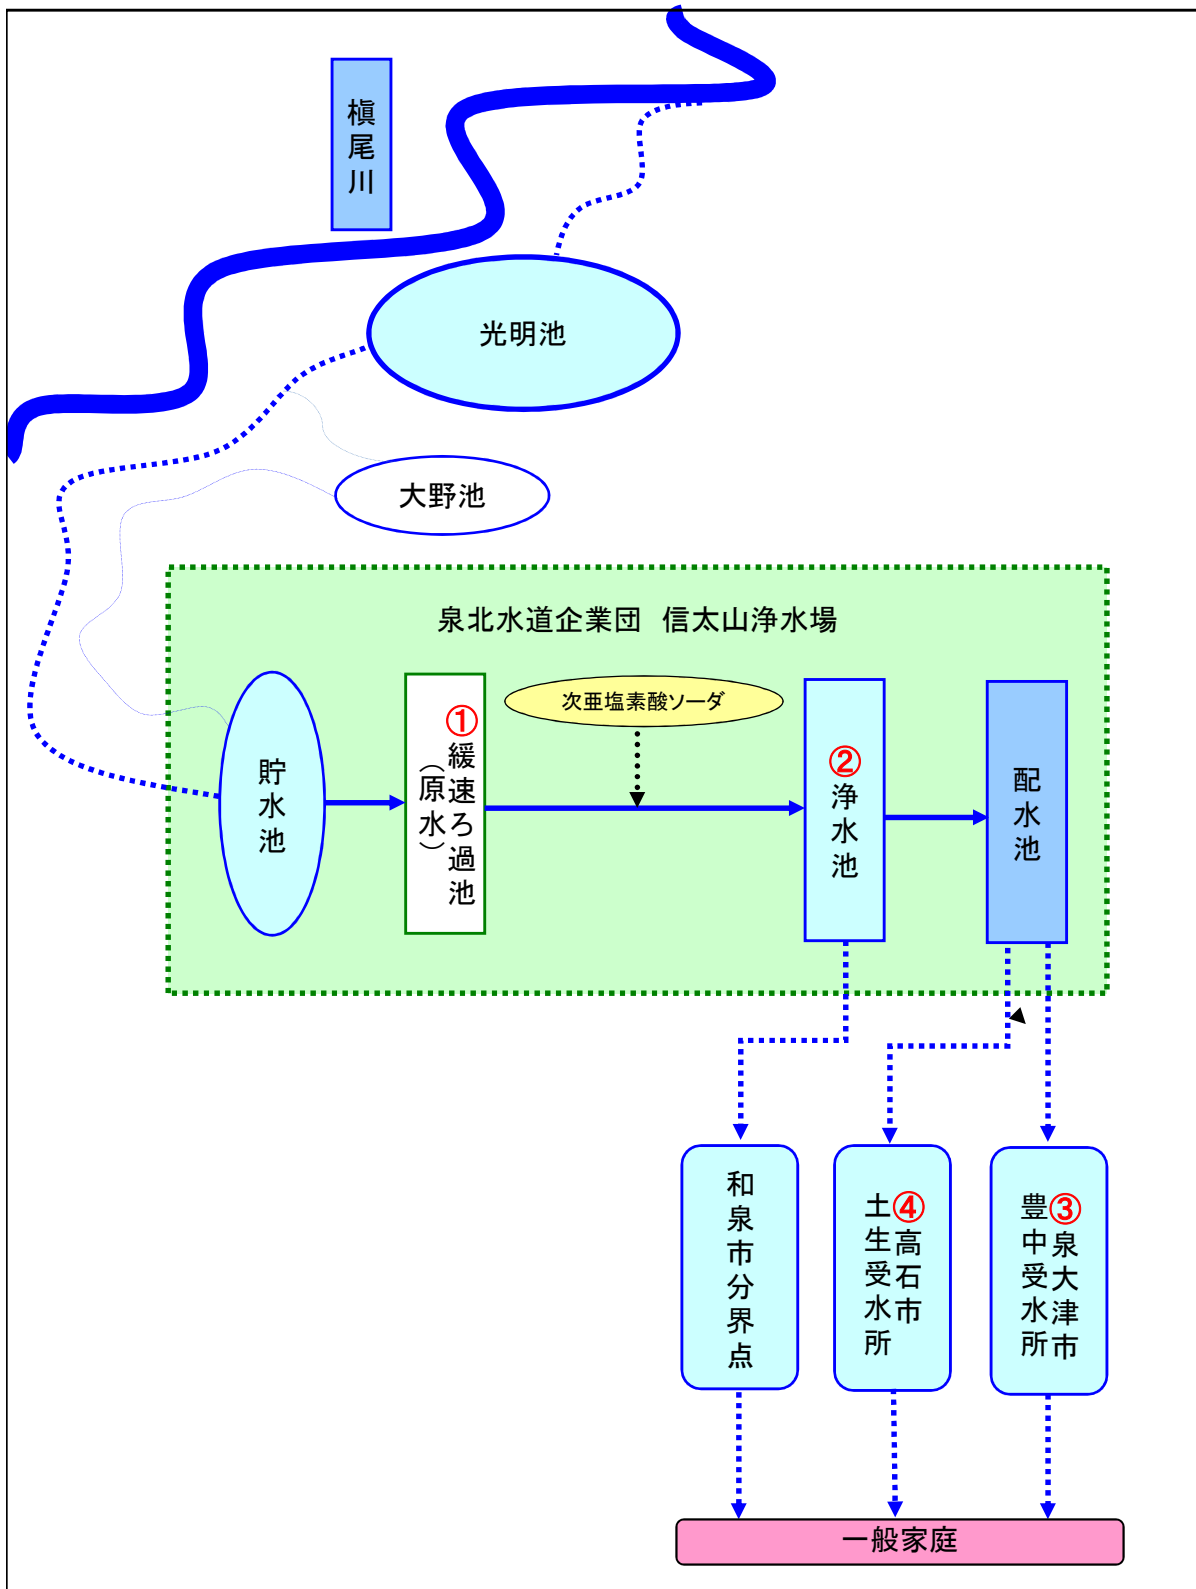 槇尾川
光明池
大野池
泉北水道企業団　信太山浄水場
次亜塩素酸ソーダ
貯水池
①緩速ろ過池
（原水）
②浄水池
配水池
和泉市分界点
④高石市
土生受水所
③泉大津市
豊中受水所
一般家庭